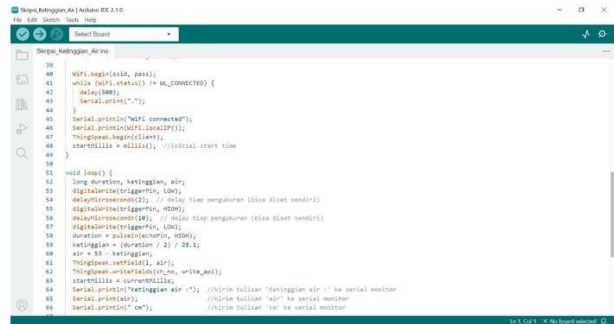 Skripsi_Ketinggian_Air | Arduino IDE 2.1.0
File Edit Sketch Tools Help
Select Board
Skripsi_Ketinggian_Air.ino
39
40 WiFi.begin(ssid, pass);
41 while (WiFi.status() != WL_CONNECTED) {
42 delay(500);
43 Serial.print(".");
44 }
45 Serial.println("WiFi connected");
46 Serial.println(WiFi.localIP());
47 ThingSpeak.begin(client);
48 startMillis = millis(); //initial start time
49 }
50
51 void loop() {
52 long duration, ketinggian, air;
53 digitalWrite(triggerPin, LOW);
54 delayMicroseconds(2); // delay tiap pengukuran (bisa diset sendiri)
55 digitalWrite(triggerPin, HIGH);
56 delayMicroseconds(10); // delay tiap pengukuran (bisa diset sendiri)
57 digitalWrite(triggerPin, LOW);
58 duration = pulseIn(echoPin, HIGH);
59 ketinggian = (duration / 2) / 29.1;
60 air = 53 - ketinggian;
61 ThingSpeak.setField(1, air);
62 ThingSpeak.writeFields(ch_no, write_api);
63 startMillis = currentMillis;
64 Serial.println("ketinggian air :"); //kirim tulisan 'Ketinggian air :' ke serial monitor
65 Serial.print(air); //kirim tulisan 'air' ke serial monitor
66 Serial.println(" cm"); //kirim tulisan 'cm' ke serial monitor
Ln 3, Col 1 × No board selected